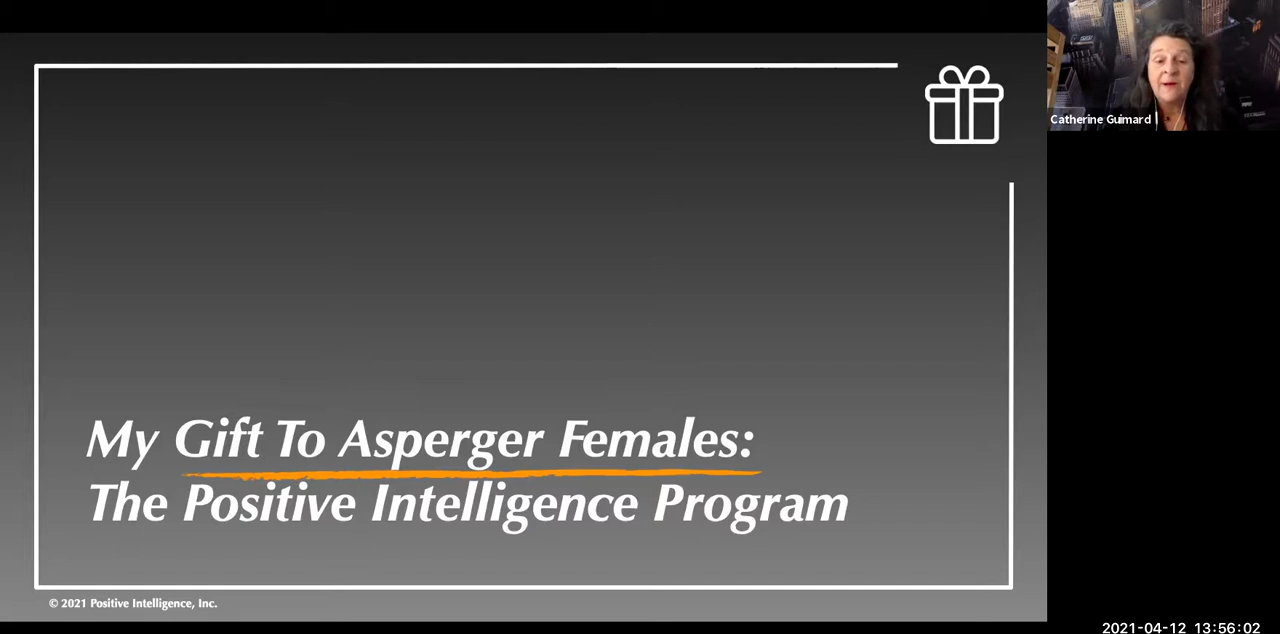 Catherine Guimard
My Gift To Asperger Females:
The Positive Intelligence Program
© 2021 Positive Intelligence, Inc.
2021-04-12 13:56:02